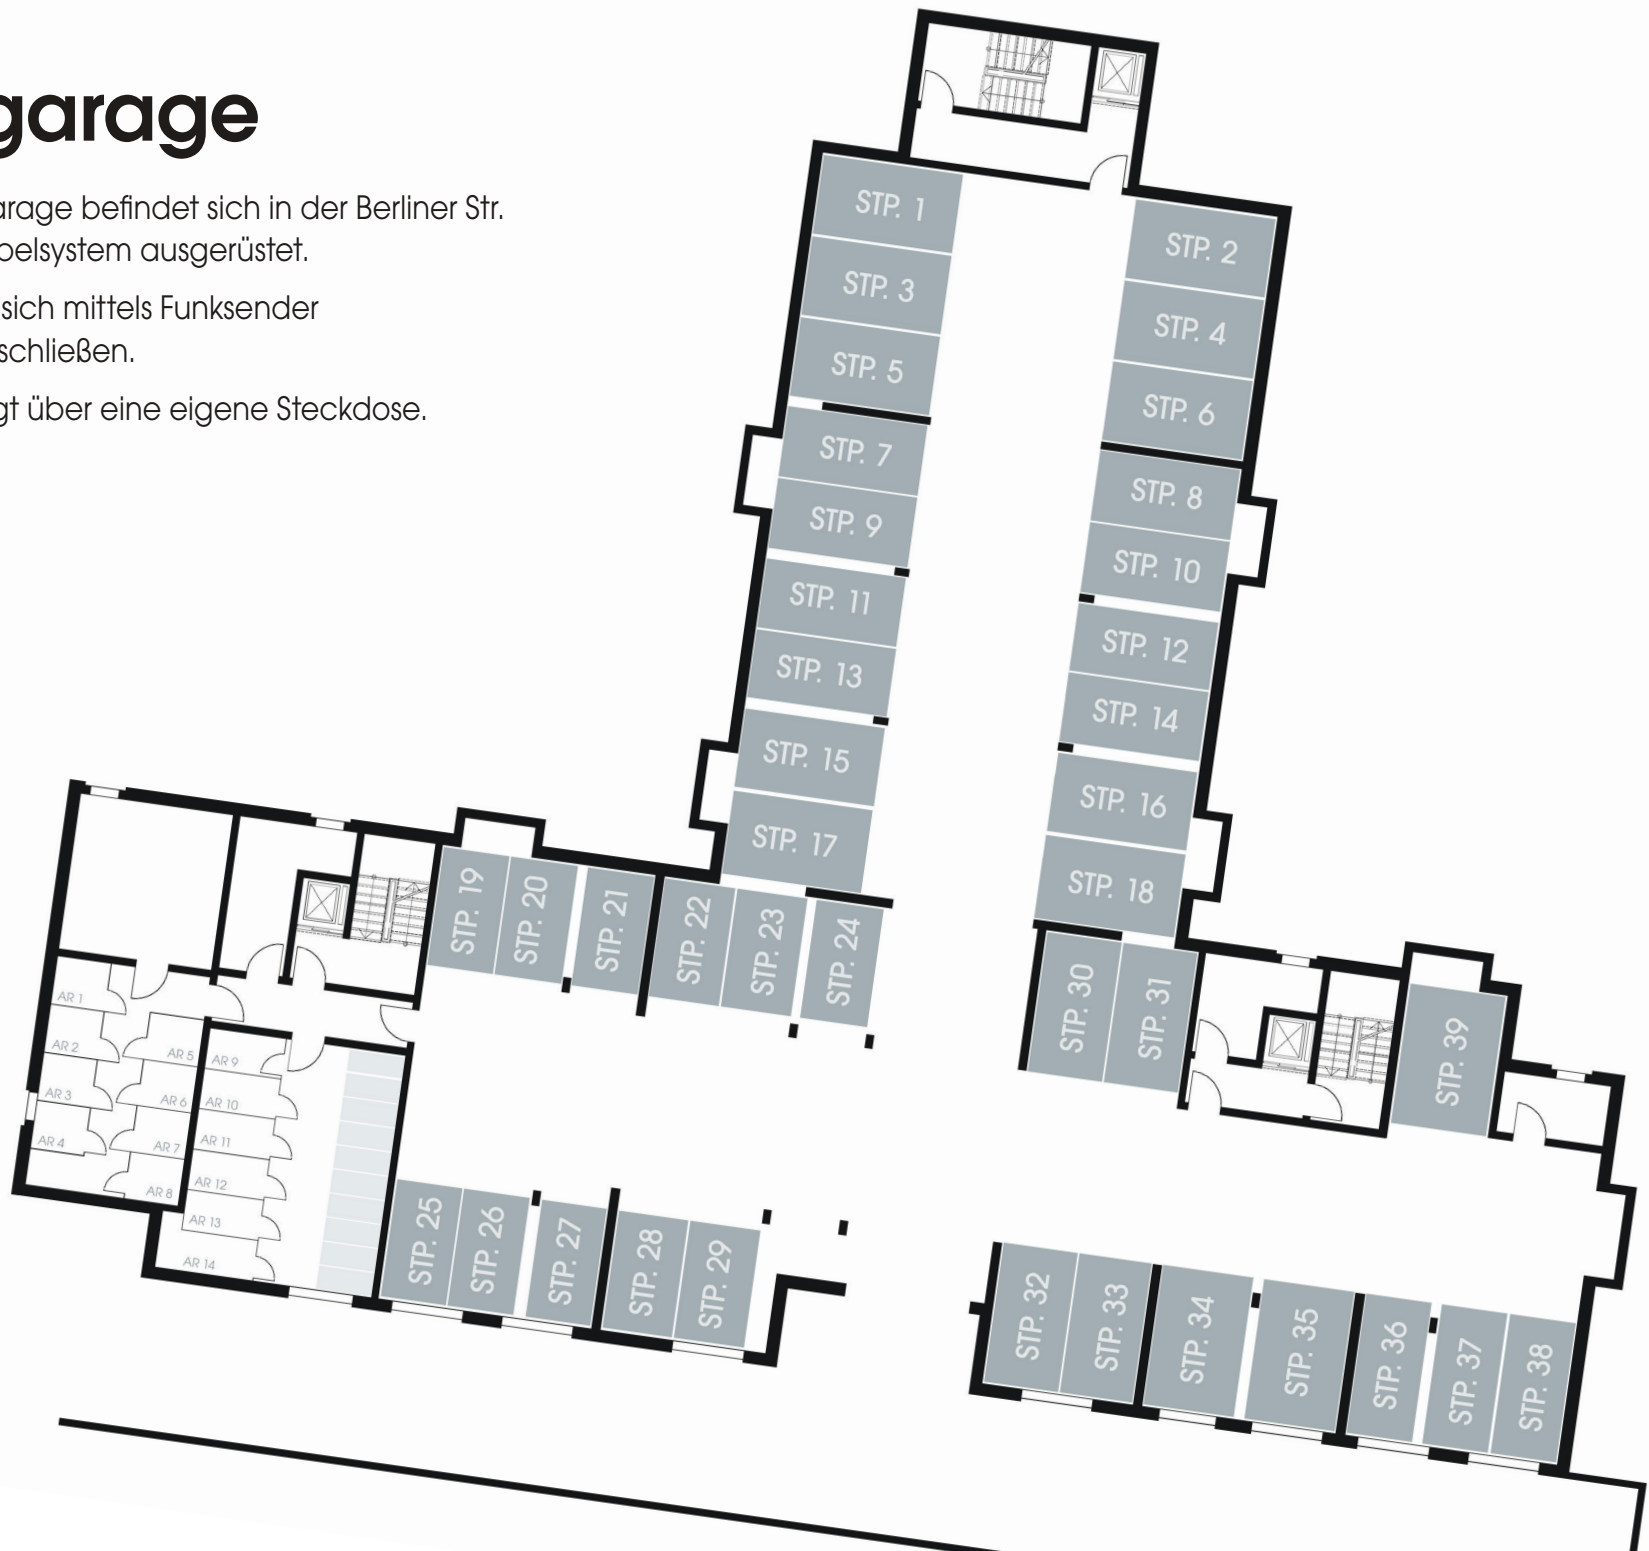 garage
arage befindet sich in der Berliner Str.
pelsystem ausgerüstet.
sich mittels Funksender
schließen.
gt über eine eigene Steckdose.
STP. 1
STP. 2
STP. 3
STP. 4
STP. 5
STP. 6
STP. 7
STP. 8
STP. 9
STP. 10
STP. 11
STP. 12
STP. 13
STP. 14
STP. 15
STP. 16
STP. 17
STP. 18
STP. 19
STP. 20
STP. 21
STP. 22
STP. 23
STP. 24
STP. 30
STP. 31
STP. 39
AR 1
AR 2
AR 3
AR 4
AR 5
AR 6
AR 7
AR 8
AR 9
AR 10
AR 11
AR 12
AR 13
AR 14
STP. 25
STP. 26
STP. 27
STP. 28
STP. 29
STP. 32
STP. 33
STP. 34
STP. 35
STP. 36
STP. 37
STP. 38